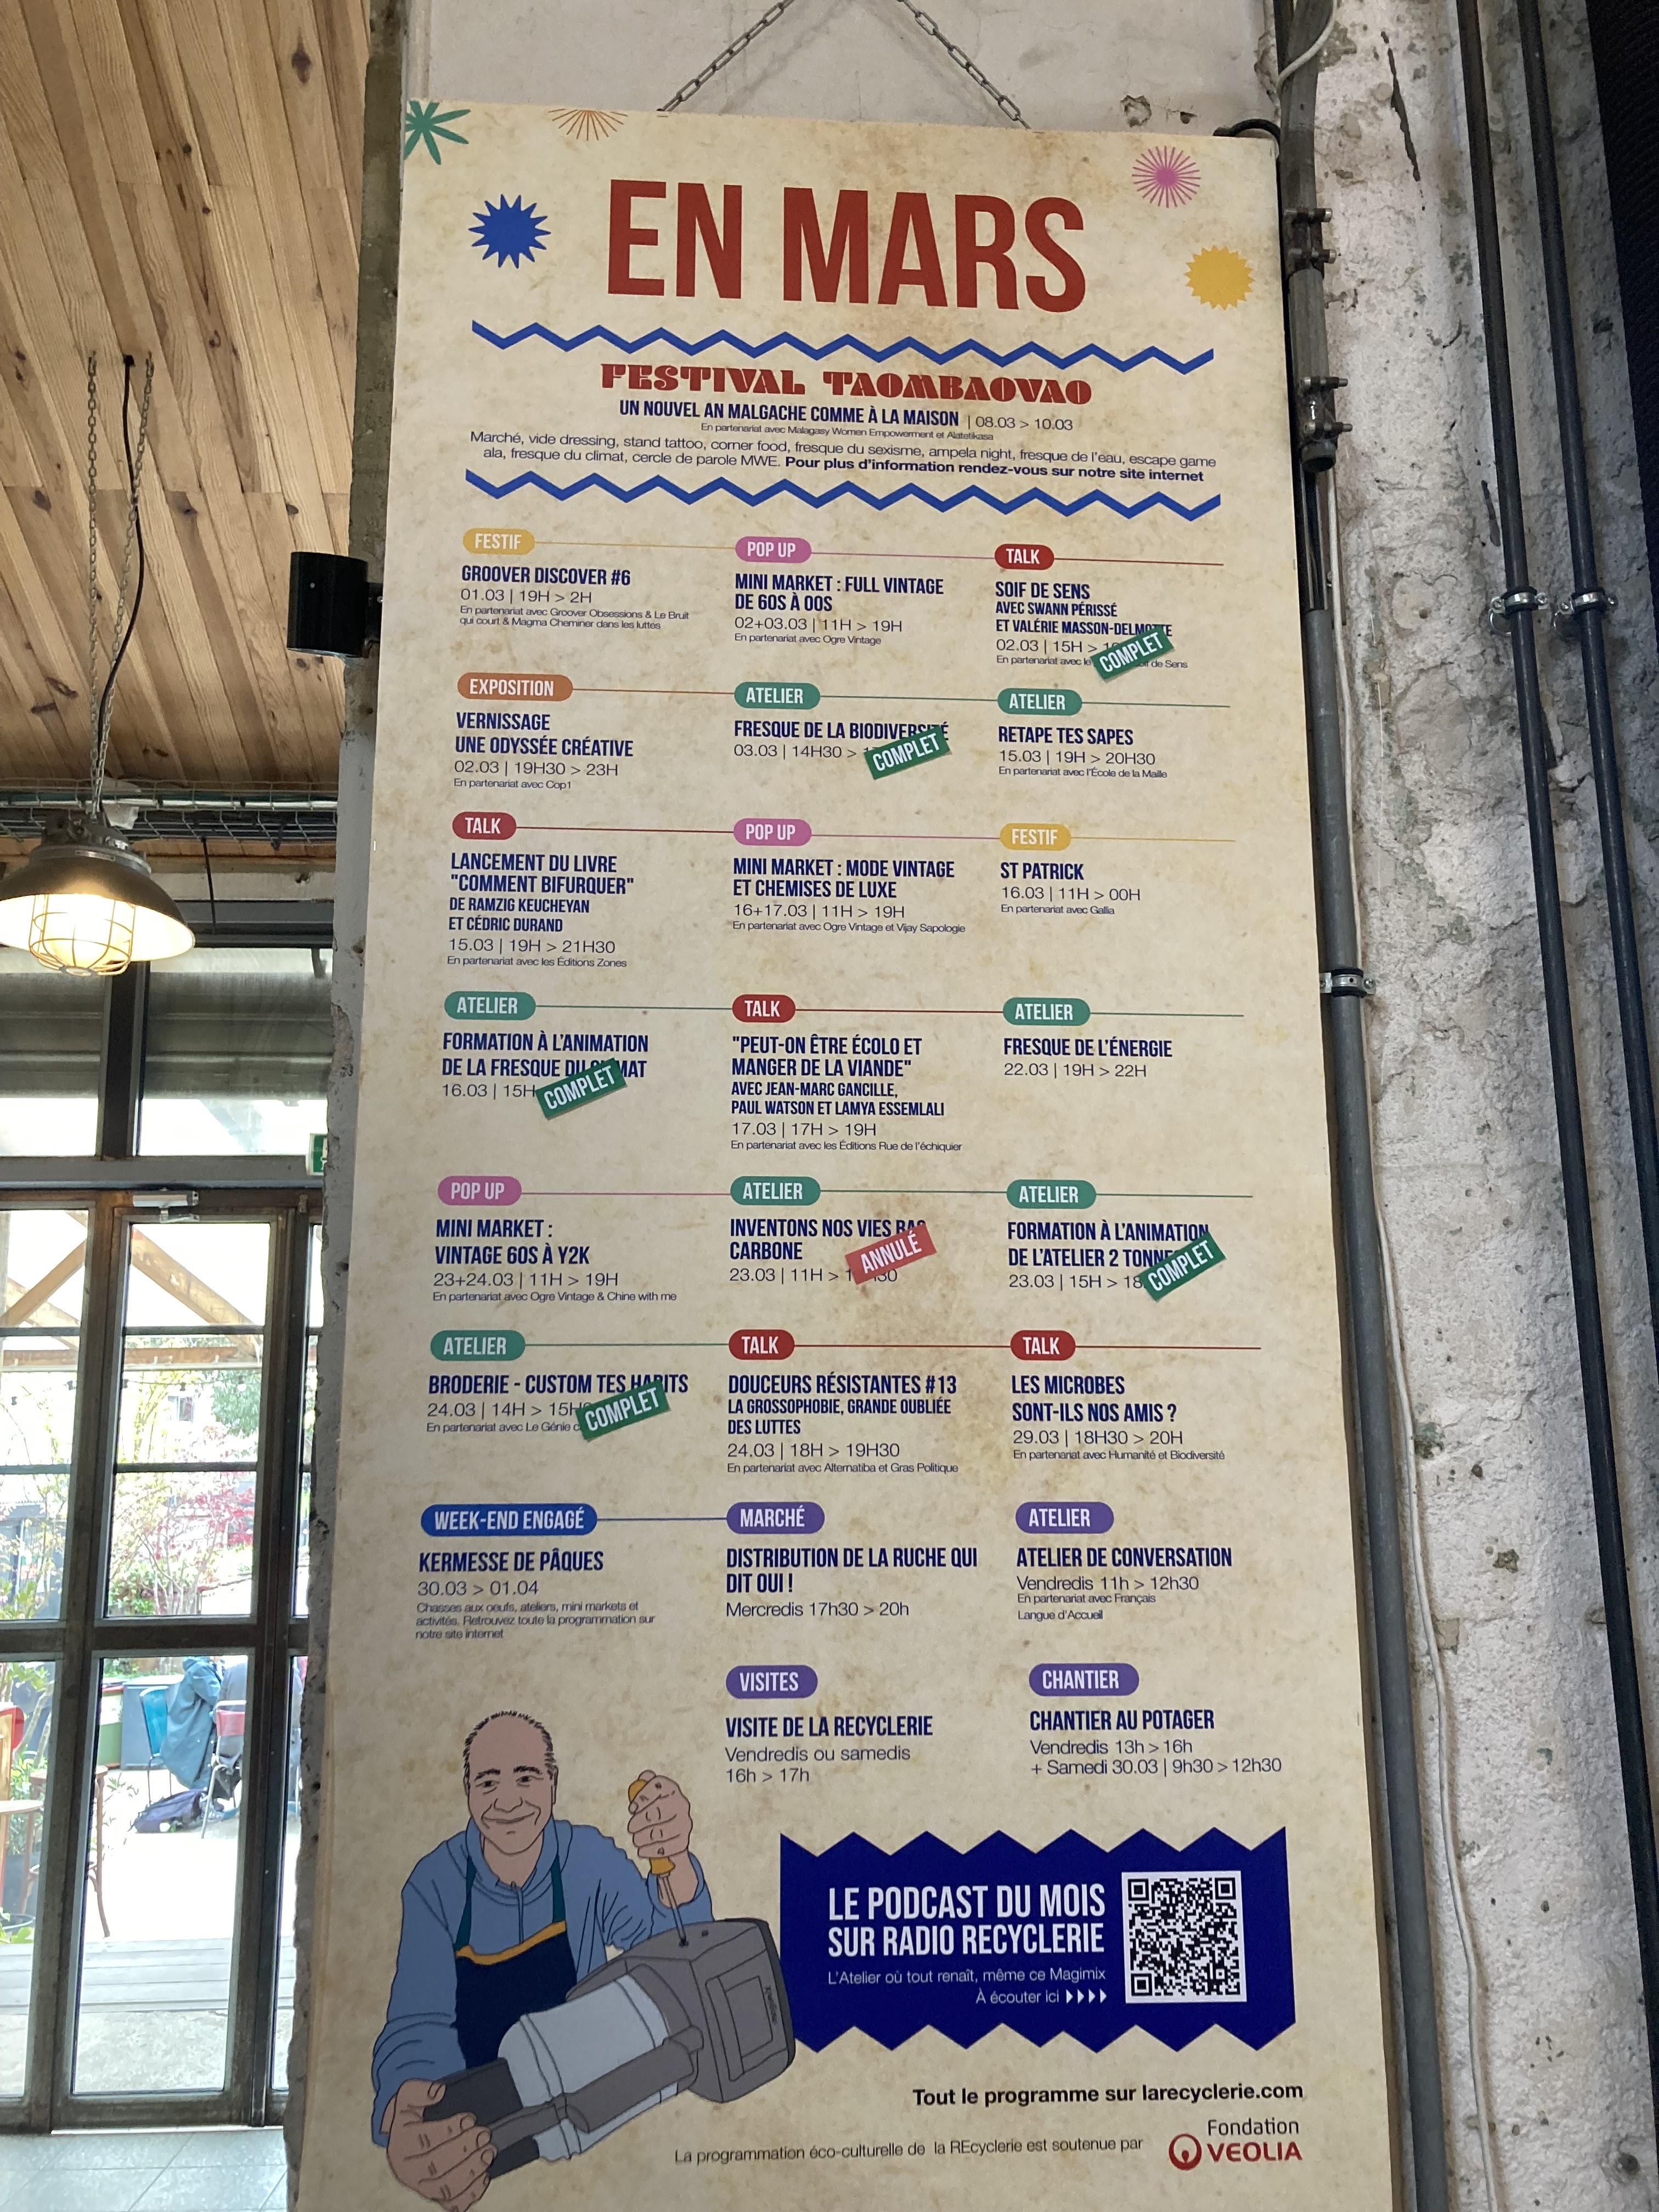 EN MARS
FESTIVAL TAOMBAOVAO
UN NOUVEL AN MALGACHE COMME À LA MAISON | 08.03 > 10.03
En partenariat avec Malagasy Women Empowerment et Alatetikasa
Marché, vide dressing, stand tattoo, corner food, fresque du sexisme, ampela night, fresque de l'eau, escape game
ala, fresque du climat, cercle de parole MWE. Pour plus d'information rendez-vous sur notre site internet
FESTIF
GROOVER DISCOVER #6
01.03 | 19H > 2H
En partenariat avec Groover Obsessions & Le Bruit
qui court & Magma Cheminer dans les luttes
POP UP
MINI MARKET : FULL VINTAGE
DE 60S À 00S
02+03.03 | 11H > 19H
En partenariat avec Ogre Vintage
TALK
SOIF DE SENS
AVEC SWANN PÉRISSÉ
ET VALÉRIE MASSON-DELMOTTE
02.03 | 15H >
COMPLET
En partenariat avec de Sens
EXPOSITION
VERNISSAGE
UNE ODYSSÉE CRÉATIVE
02.03 | 19H30 > 23H
En partenariat avec Cop1
ATELIER
FRESQUE DE LA BIODIVERSITÉ
03.03 | 14H30 >
COMPLET
ATELIER
RETAPE TES SAPES
15.03 | 19H > 20H30
En partenariat avec l'École de la Maille
TALK
LANCEMENT DU LIVRE
"COMMENT BIFURQUER"
DE RAMZIG KEUCHEYAN
ET CÉDRIC DURAND
15.03 | 19H > 21H30
En partenariat avec les Éditions Zones
POP UP
MINI MARKET : MODE VINTAGE
ET CHEMISES DE LUXE
16+17.03 | 11H > 19H
En partenariat avec Ogre Vintage et Vijay Sapologie
FESTIF
ST PATRICK
16.03 | 11H > 00H
En partenariat avec Gallia
ATELIER
FORMATION À L'ANIMATION
DE LA FRESQUE DU CLIMAT
16.03 | 15H
COMPLET
TALK
"PEUT-ON ÊTRE ÉCOLO ET
MANGER DE LA VIANDE"
AVEC JEAN-MARC GANCILLE,
PAUL WATSON ET LAMYA ESSEMLALI
17.03 | 17H > 19H
En partenariat avec les Éditions Rue de l'échiquier
ATELIER
FRESQUE DE L'ÉNERGIE
22.03 | 19H > 22H
POP UP
MINI MARKET :
VINTAGE 60S À Y2K
23+24.03 | 11H > 19H
En partenariat avec Ogre Vintage & Chine with me
ATELIER
INVENTONS NOS VIES BAS
CARBONE
23.03 | 11H >
ANNULÉ
ATELIER
FORMATION À L'ANIMATION
DE L'ATELIER 2 TONNES
23.03 | 15H > 18
COMPLET
ATELIER
BRODERIE - CUSTOM TES HABITS
24.03 | 14H > 15H
COMPLET
En partenariat avec Le Génie
TALK
DOUCEURS RÉSISTANTES #13
LA GROSSOPHOBIE, GRANDE OUBLIÉE
DES LUTTES
24.03 | 18H > 19H30
En partenariat avec Alternatiba et Gras Politique
TALK
LES MICROBES
SONT-ILS NOS AMIS ?
29.03 | 18H30 > 20H
En partenariat avec Humanité et Biodiversité
WEEK-END ENGAGÉ
KERMESSE DE PÂQUES
30.03 > 01.04
Chasses aux oeufs, ateliers, mini markets et
activités. Retrouvez toute la programmation sur
notre site internet
MARCHÉ
DISTRIBUTION DE LA RUCHE QUI
DIT OUI !
Mercredis 17h30 > 20h
ATELIER
ATELIER DE CONVERSATION
Vendredis 11h > 12h30
En partenariat avec Français
Langue d'Accueil
VISITES
VISITE DE LA RECYCLERIE
Vendredis ou samedis
16h > 17h
CHANTIER
CHANTIER AU POTAGER
Vendredis 13h > 16h
+ Samedi 30.03 | 9h30 > 12h30
LE PODCAST DU MOIS
SUR RADIO RECYCLERIE
L'Atelier où tout renaît, même ce Magimix
À écouter ici
Tout le programme sur larecyclerie.com
La programmation éco-culturelle de la REcyclerie est soutenue par
Fondation
VEOLIA